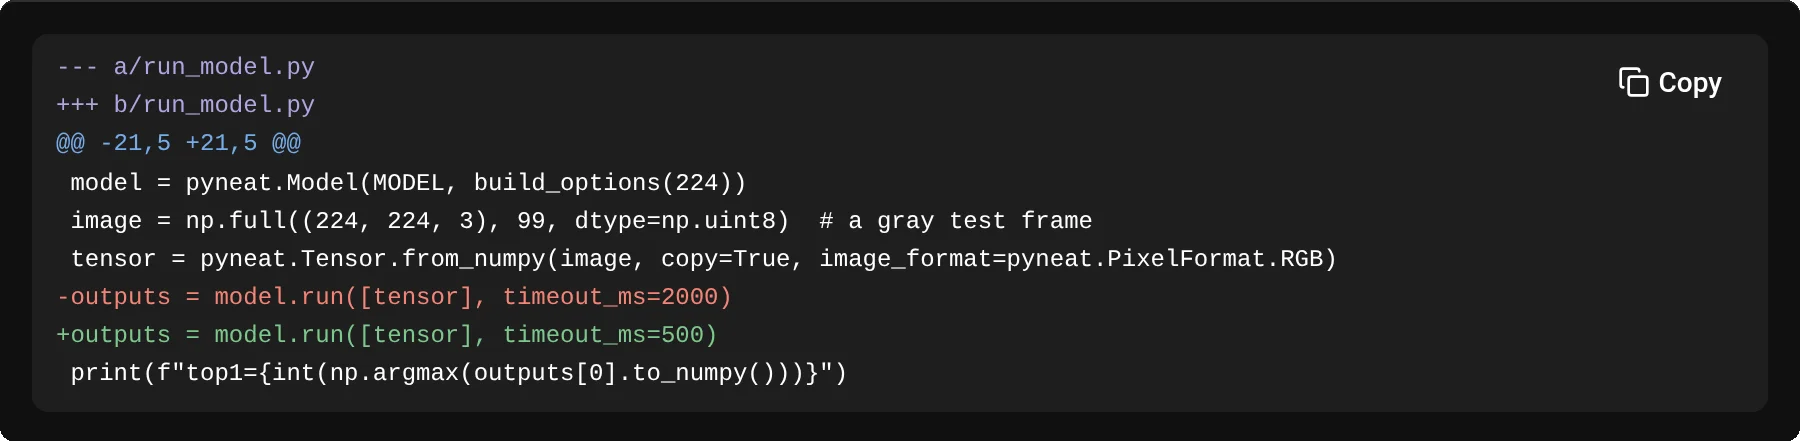 --- a/run_model.py
Copy
+++ b/run_model.py
@@ -21,5 +21,5 @@
 model = pyneat.Model(MODEL, build_options(224))
 image = np.full((224, 224, 3), 99, dtype=np.uint8)  # a gray test frame
 tensor = pyneat.Tensor.from_numpy(image, copy=True, image_format=pyneat.PixelFormat.RGB)
-outputs = model.run([tensor], timeout_ms=2000)
+outputs = model.run([tensor], timeout_ms=500)
 print(f"top1={int(np.argmax(outputs[0].to_numpy()))}")